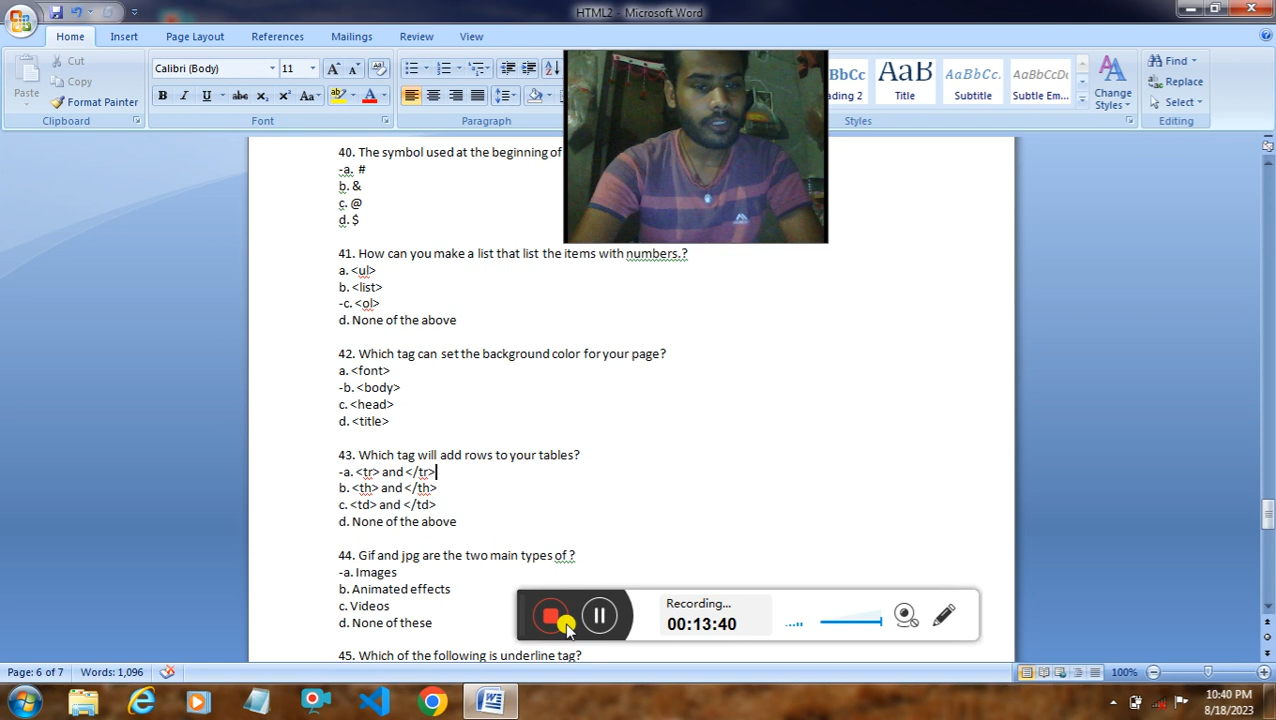 HTML2 - Microsoft Word
Home Insert Page Layout References Mailings Review View
Cut
Copy
Format Painter
Paste
Clipboard
Calibri (Body) 11
B I U abc x₂ x² Aa
Font
Paragraph
AaB AaBbCc. AaBbCcDc
ding 2 Title Subtitle Subtle Em...
Change
Styles
Styles
Find
Replace
Select
Editing
40. The symbol used at the beginning of
-a. #
b. &
c. @
d. $
41. How can you make a list that list the items with numbers.?
a. <ul>
b. <list>
-c. <ol>
d. None of the above
42. Which tag can set the background color for your page?
a. <font>
-b. <body>
c. <head>
d. <title>
43. Which tag will add rows to your tables?
-a. <tr> and </tr>
b. <th> and </th>
c. <td> and </td>
d. None of the above
44. Gif and jpg are the two main types of ?
-a. Images
b. Animated effects
c. Videos
d. None of these
45. Which of the following is underline tag?
Recording...
00:13:40
Page: 6 of 7 Words: 1,096
100%
10:40 PM
8/18/2023